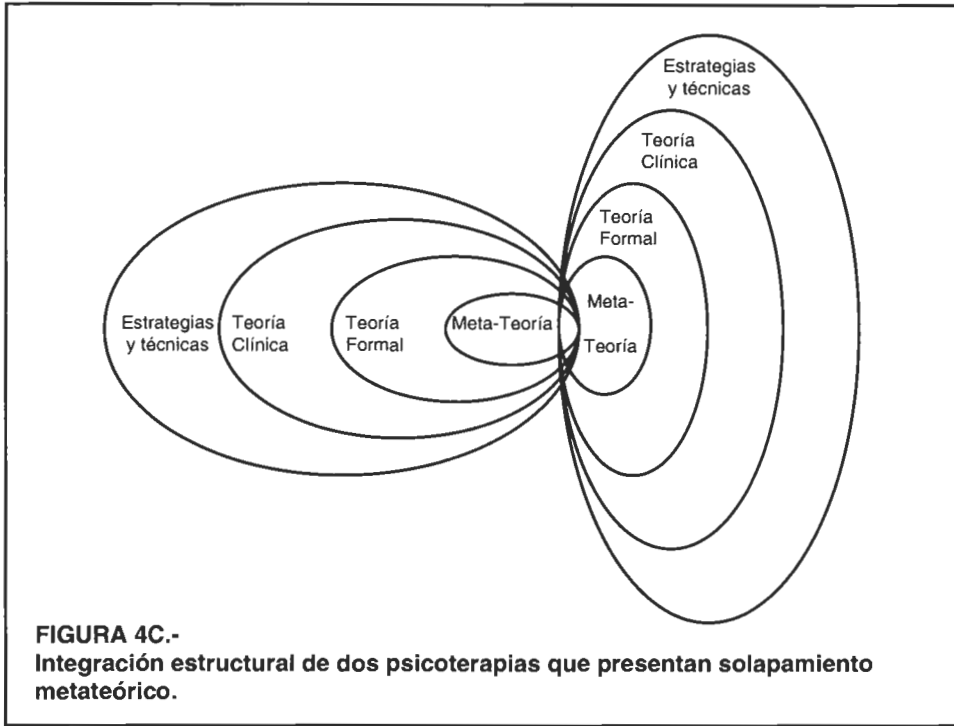 Estrategias
y técnicas
Teoría
Clínica
Teoría
Formal
Meta-
Teoría
Estrategias
y técnicas
Teoría
Clínica
Teoría
Formal
Meta-Teoría
FIGURA 4C.-
Integración estructural de dos psicoterapias que presentan solapamiento
metateórico.